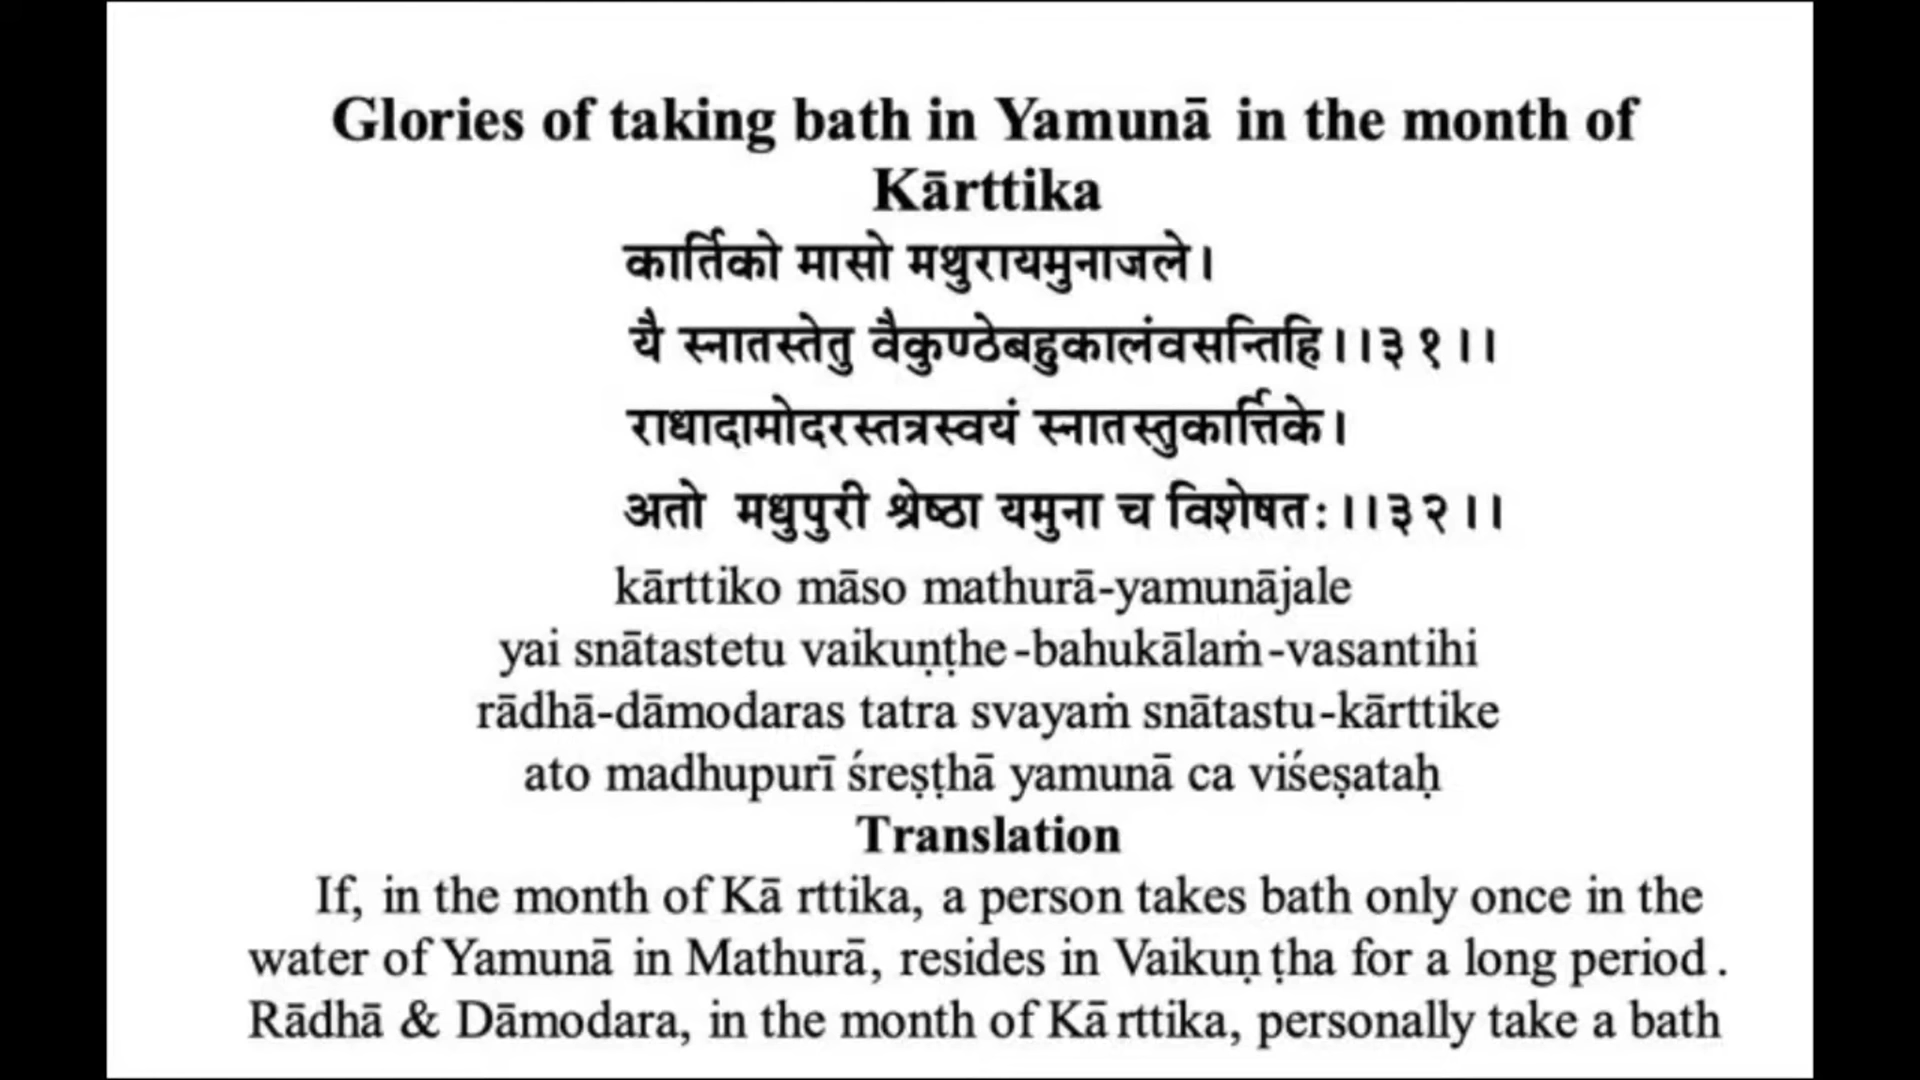 Glories of taking bath in Yamunā in the month of
Kārttika
कार्तिको मासो मथुरायमुनाजले।
यै स्नातस्तेतु वैकुण्ठेबहुकालंवसन्तिहि।।३१।।
राधादामोदरस्तत्रस्वयं स्नातस्तुकार्त्तिके।
अतो मधुपुरी श्रेष्ठा यमुना च विशेषतः।।३२।।
kārttiko māso mathurā-yamunājale
yai snātastetu vaikuṇṭhe-bahukālaṁ-vasantihi
rādhā-dāmodaras tatra svayaṁ snātastu-kārttike
ato madhupurī śreṣṭhā yamunā ca viśeṣataḥ
Translation
If, in the month of Kā rttika, a person takes bath only once in the
water of Yamunā in Mathurā, resides in Vaikuṇ ṭha for a long period .
Rādhā & Dāmodara, in the month of Kā rttika, personally take a bath